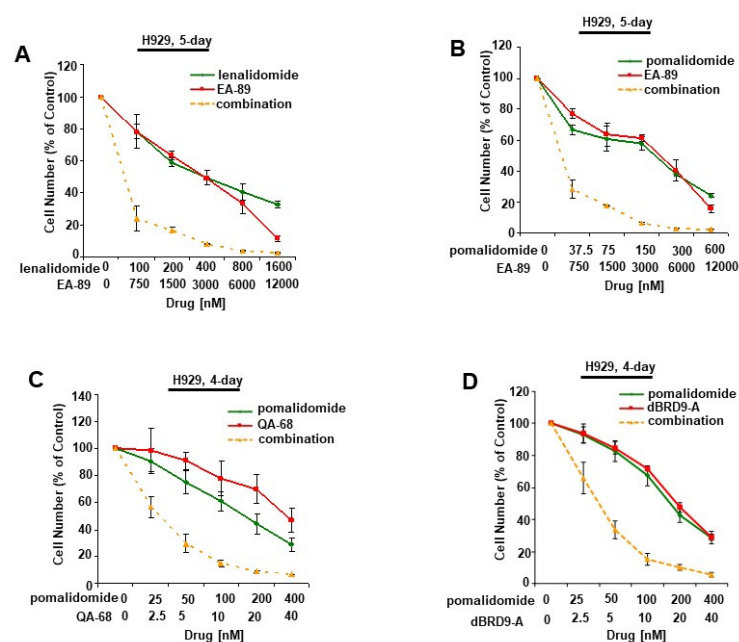 A
H929, 5-day
lenalidomide
EA-89
combination
Cell Number (% of Control)
120
100
80
60
40
20
0
lenalidomide 0 100 200 400 800 1600
EA-89 0 750 1500 3000 6000 12000
Drug [nM]
B
H929, 5-day
pomalidomide
EA-89
combination
Cell Number (% of Control)
120
100
80
60
40
20
0
pomalidomide 0 37.5 75 150 300 600
EA-89 0 750 1500 3000 6000 12000
Drug [nM]
C
H929, 4-day
pomalidomide
QA-68
combination
Cell Number (% of Control)
140
120
100
80
60
40
20
0
pomalidomide 0 25 50 100 200 400
QA-68 0 2.5 5 10 20 40
Drug [nM]
D
H929, 4-day
pomalidomide
dBRD9-A
combination
Cell Number (% of Control)
120
100
80
60
40
20
0
pomalidomide 0 25 50 100 200 400
dBRD9-A 0 2.5 5 10 20 40
Drug [nM]